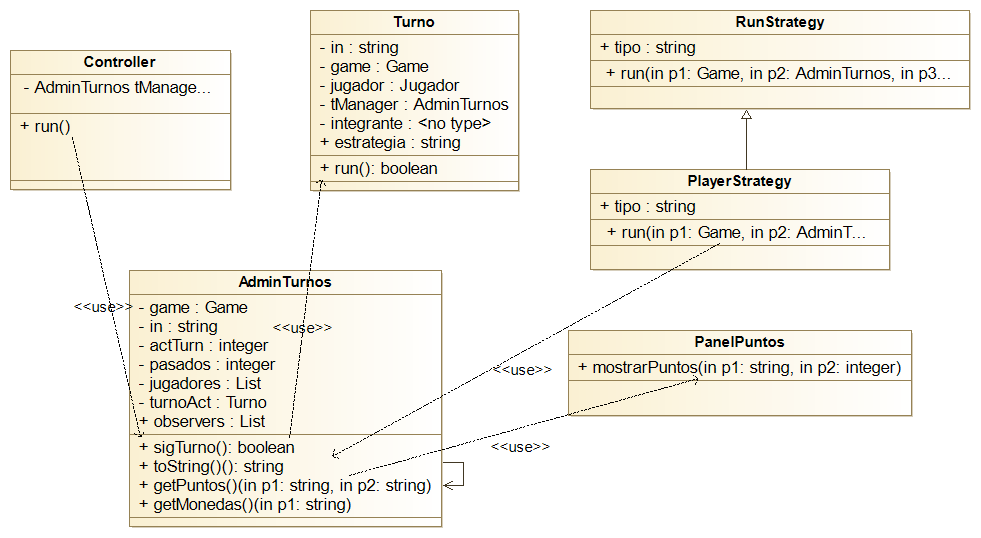 Controller
- AdminTurnos tManage...
+ run()
Turno
- in : string
- game : Game
- jugador : Jugador
- tManager : AdminTurnos
- integrante : <no type>
+ estrategia : string
+ run(): boolean
RunStrategy
+ tipo : string
+ run(in p1: Game, in p2: AdminTurnos, in p3...
PlayerStrategy
+ tipo : string
+ run(in p1: Game, in p2: AdminT...
AdminTurnos
- game : Game
- in : string
- actTurn : integer
- pasados : integer
- jugadores : List
- turnoAct : Turno
+ observers : List
+ sigTurno(): boolean
+ toString()(): string
+ getPuntos()(in p1: string, in p2: string)
+ getMonedas()(in p1: string)
<<use>>
<<use>>
PanelPuntos
+ mostrarPuntos(in p1: string, in p2: integer)
<<use>>
<<use>>